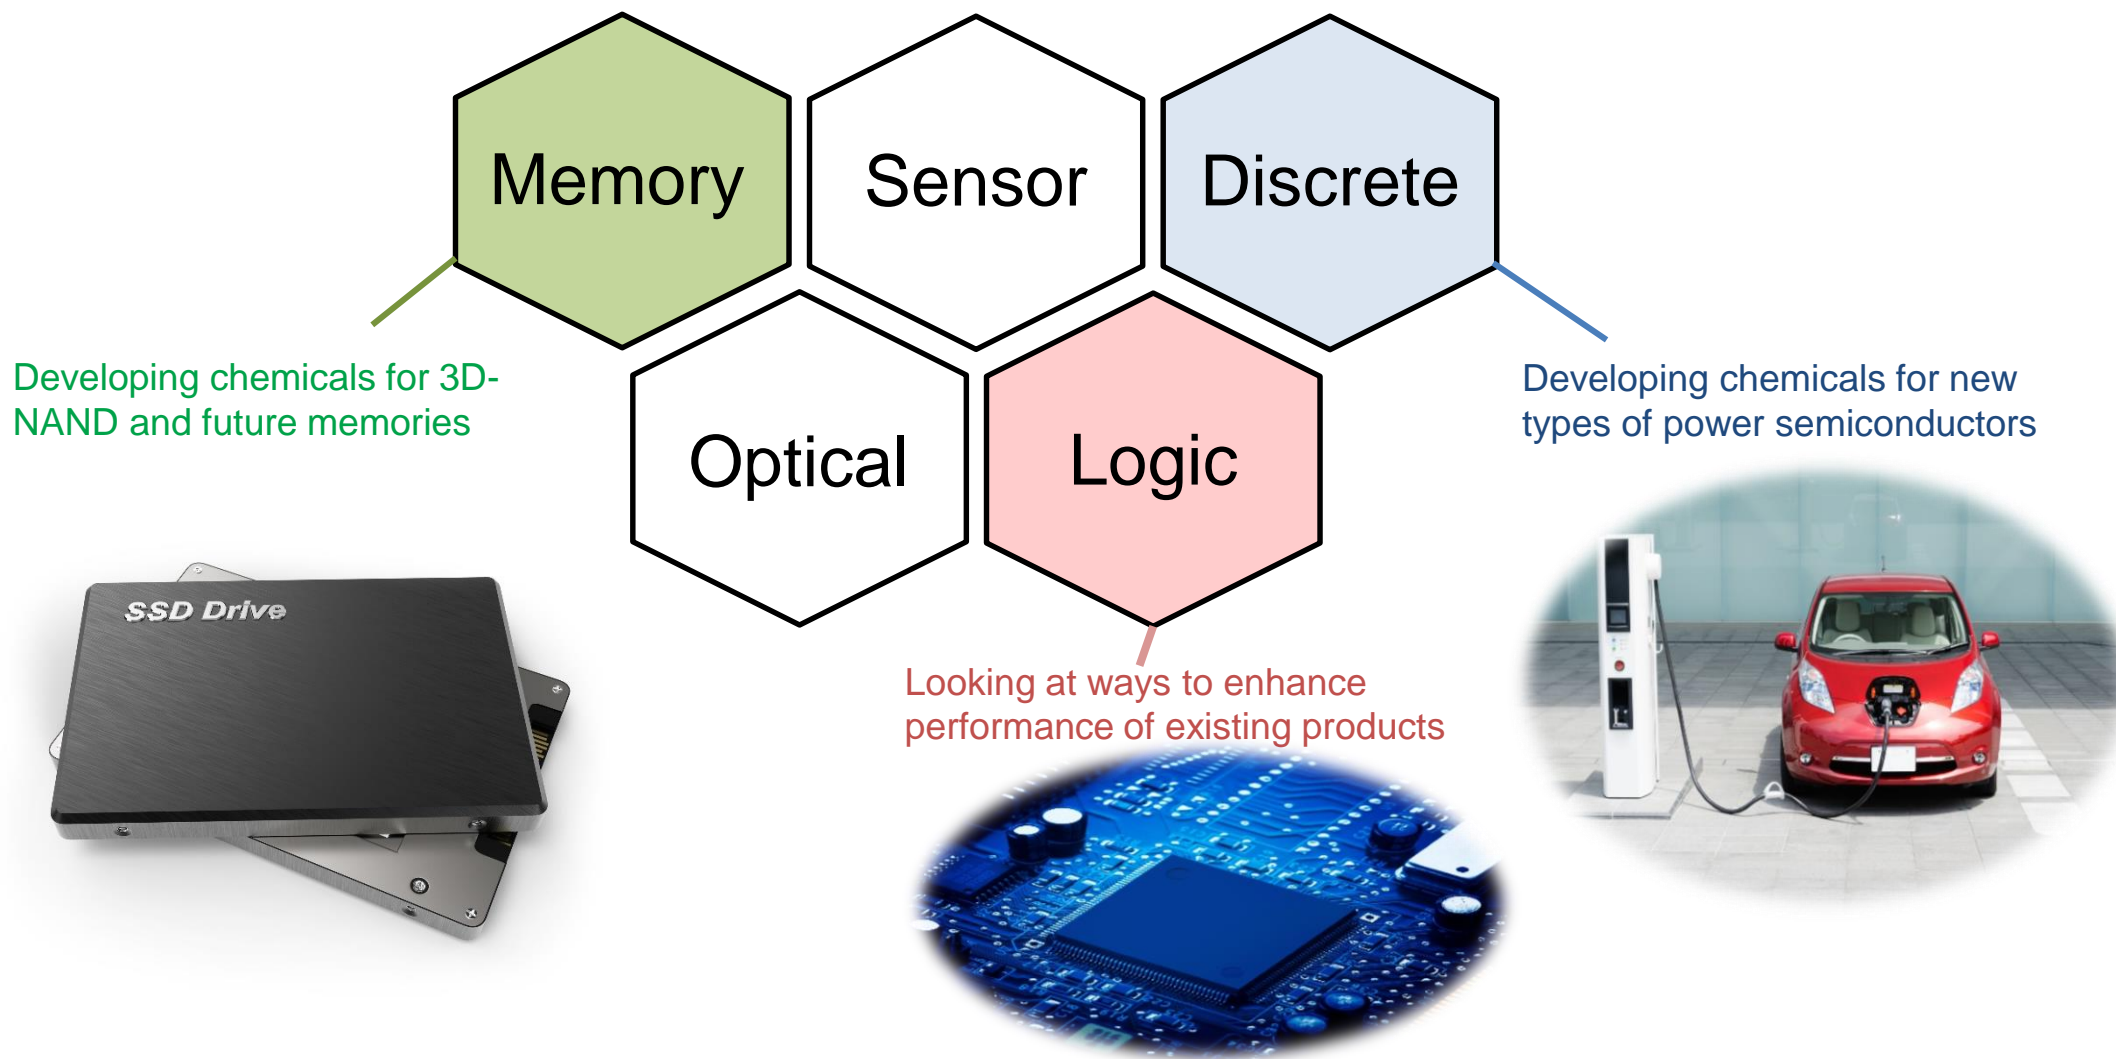 Memory
Sensor
Discrete
Optical
Logic
Developing chemicals for 3D-
NAND and future memories
Developing chemicals for new
types of power semiconductors
SSD Drive
Looking at ways to enhance
performance of existing products